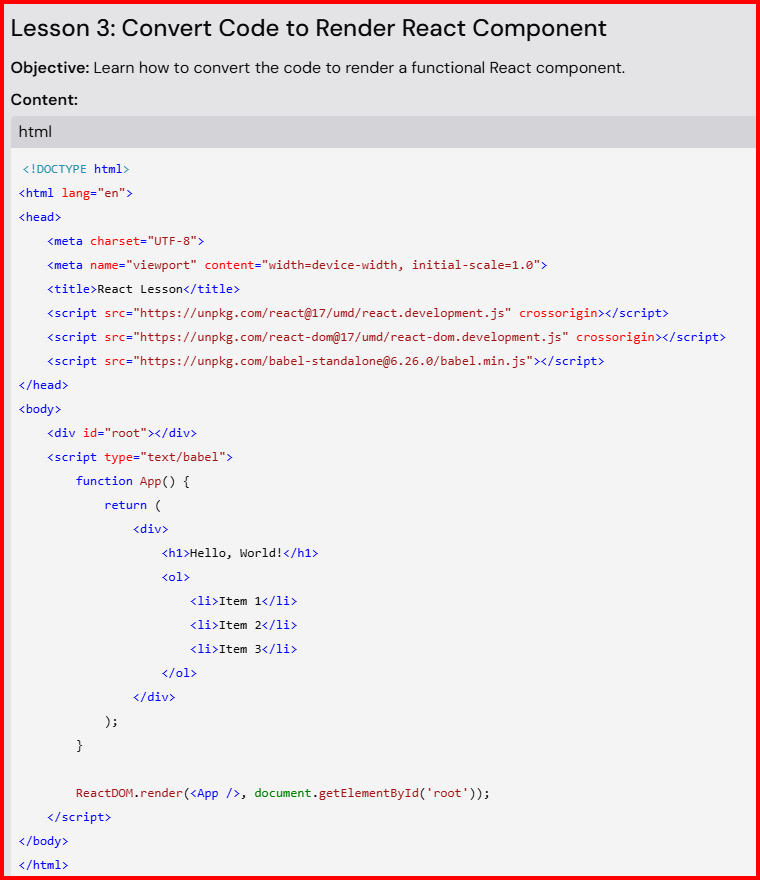 Lesson 3: Convert Code to Render React Component
Objective: Learn how to convert the code to render a functional React component.
Content:
html
<!DOCTYPE html>
<html lang="en">
<head>
    <meta charset="UTF-8">
    <meta name="viewport" content="width=device-width, initial-scale=1.0">
    <title>React Lesson</title>
    <script src="https://unpkg.com/react@17/umd/react.development.js" crossorigin></script>
    <script src="https://unpkg.com/react-dom@17/umd/react-dom.development.js" crossorigin></script>
    <script src="https://unpkg.com/babel-standalone@6.26.0/babel.min.js"></script>
</head>
<body>
    <div id="root"></div>
    <script type="text/babel">
        function App() {
            return (
                <div>
                    <h1>Hello, World!</h1>
                    <ol>
                        <li>Item 1</li>
                        <li>Item 2</li>
                        <li>Item 3</li>
                    </ol>
                </div>
            );
        }

        ReactDOM.render(<App />, document.getElementById('root'));
    </script>
</body>
</html>